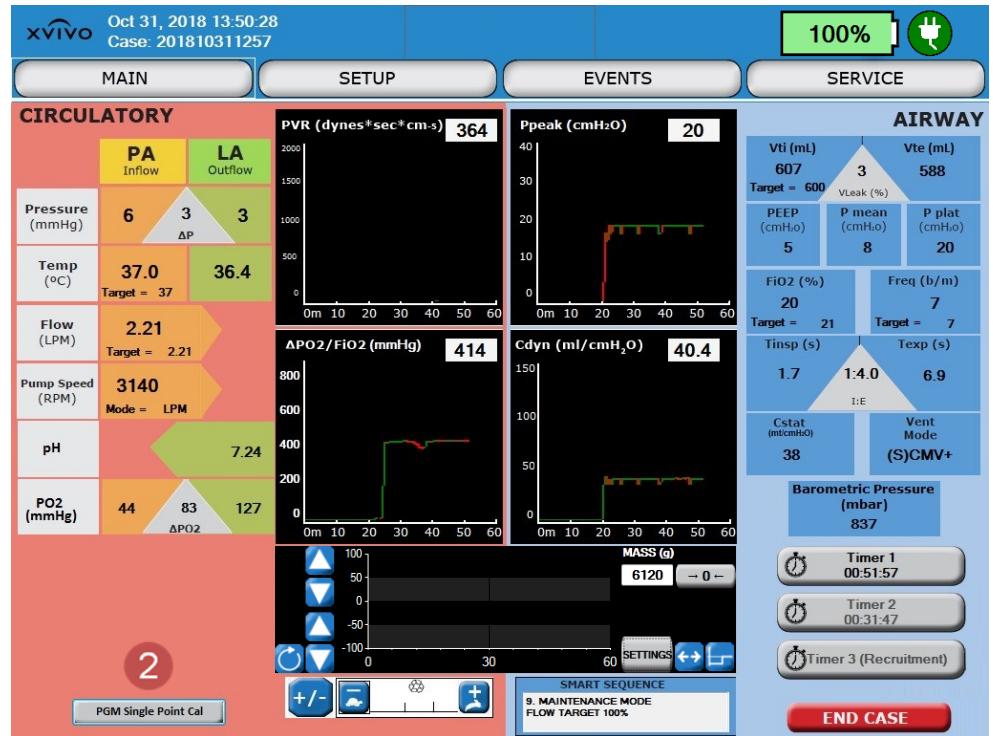 xvivo
Oct 31, 2018 13:50:28
Case: 201810311257
100%
MAIN
SETUP
EVENTS
SERVICE
CIRCULATORY
PA
Inflow
LA
Outflow
Pressure
(mmHg)
6
3
ΔP
3
Temp
(ºC)
37.0
Target = 37
36.4
Flow
(LPM)
2.21
Target = 2.21
Pump Speed
(RPM)
3140
Mode = LPM
pH
7.24
PO2
(mmHg)
44
83
ΔPO2
127
2
PGM Single Point Cal
PVR (dynes*sec*cm-5)
364
2000
1500
1000
500
0
0m 10 20 30 40 50 60
Ppeak (cmH2O)
20
40
30
20
10
0
0m 10 20 30 40 50 60
ΔPO2/FiO2 (mmHg)
414
800
600
400
200
0
0m 10 20 30 40 50 60
Cdyn (ml/cmH2O)
40.4
150
100
50
0
0m 10 20 30 40 50 60
100
50
0
-50
-100
0 30 60
MASS (g)
6120
→0←
SETTINGS
+/-
SMART SEQUENCE
9. MAINTENANCE MODE
FLOW TARGET 100%
AIRWAY
Vti (mL)
607
Target = 600
3
VLeak (%)
Vte (mL)
588
PEEP
(cmH2O)
5
P mean
(cmH2O)
8
P plat
(cmH2O)
20
FiO2 (%)
20
Target = 21
Freq (b/m)
7
Target = 7
Tinsp (s)
1.7
1:4.0
I:E
Texp (s)
6.9
Cstat
(ml/cmH2O)
38
Vent
Mode
(S)CMV+
Barometric Pressure
(mbar)
837
Timer 1
00:51:57
Timer 2
00:31:47
Timer 3 (Recruitment)
END CASE